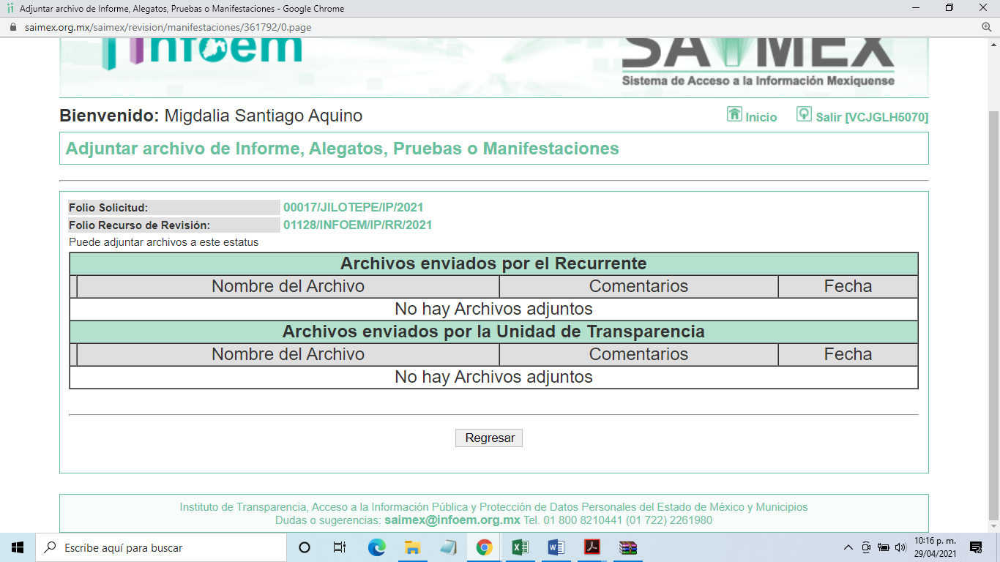 Adjuntar archivo de Informe, Alegatos, Pruebas o Manifestaciones - Google Chrome
saimex.org.mx/saimex/revision/manifestaciones/361792/0.page
infoem
SAIMEX
Sistema de Acceso a la Información Mexiquense
Bienvenido: Migdalia Santiago Aquino
Inicio
Salir [VCJGLH5070]
Adjuntar archivo de Informe, Alegatos, Pruebas o Manifestaciones
Folio Solicitud: 00017/JILOTEPE/IP/2021
Folio Recurso de Revisión: 01128/INFOEM/IP/RR/2021
Puede adjuntar archivos a este estatus
Archivos enviados por el Recurrente
Nombre del Archivo Comentarios Fecha
No hay Archivos adjuntos
Archivos enviados por la Unidad de Transparencia
Nombre del Archivo Comentarios Fecha
No hay Archivos adjuntos
Regresar
Instituto de Transparencia, Acceso a la Información Pública y Protección de Datos Personales del Estado de México y Municipios
Dudas o sugerencias: saimex@infoem.org.mx Tel. 01 800 8210441 (01 722) 2261980
Escribe aquí para buscar
10:16 p. m.
29/04/2021